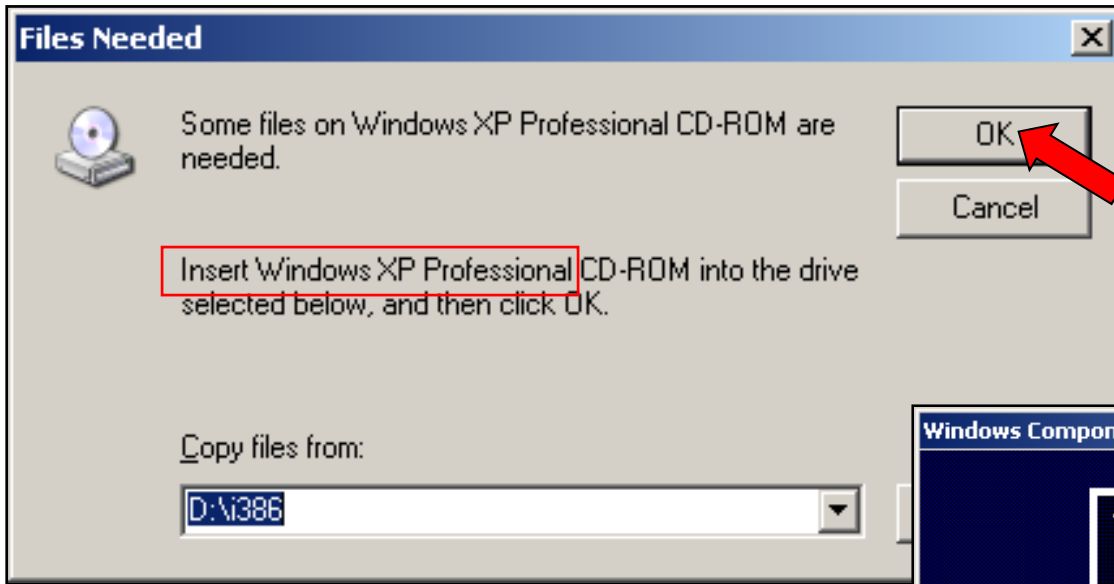 Files Needed
Some files on Windows XP Professional CD-ROM are
needed.
OK
Cancel
Insert Windows XP Professional CD-ROM into the drive
selected below, and then click OK.
Copy files from:
D:\i386
Windows Compon